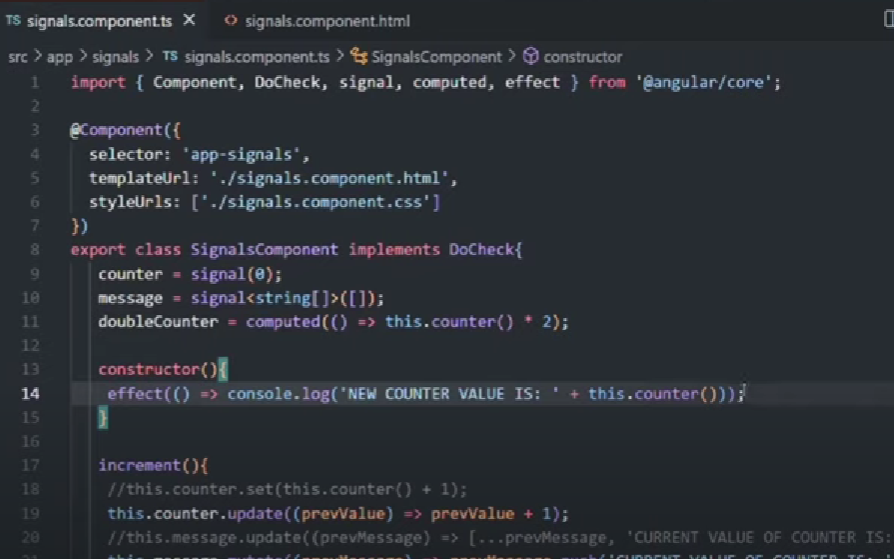 TS signals.component.ts × <> signals.component.html
src > app > signals > TS signals.component.ts > SignalsComponent > constructor
1 import { Component, DoCheck, signal, computed, effect } from '@angular/core';
2
3 @Component({
4 selector: 'app-signals',
5 templateUrl: './signals.component.html',
6 styleUrls: ['./signals.component.css']
7 })
8 export class SignalsComponent implements DoCheck{
9 counter = signal(0);
10 message = signal<string[]>([]);
11 doubleCounter = computed(() => this.counter() * 2);
12
13 constructor(){
14 effect(() => console.log('NEW COUNTER VALUE IS: ' + this.counter()));
15 }
16
17 increment(){
18 //this.counter.set(this.counter() + 1);
19 this.counter.update((prevValue) => prevValue + 1);
20 //this.message.update((prevMessage) => [...prevMessage, 'CURRENT VALUE OF COUNTER IS: